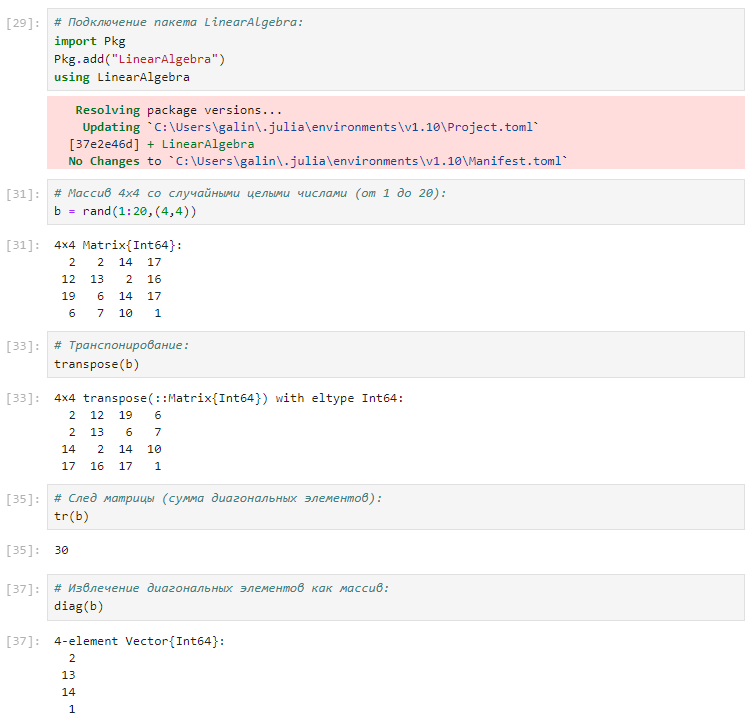 [29]: # Подключение пакета LinearAlgebra:
import Pkg
Pkg.add("LinearAlgebra")
using LinearAlgebra
Resolving package versions...
Updating `C:\Users\galin\.julia\environments\v1.10\Project.toml`
[37e2e46d] + LinearAlgebra
No Changes to `C:\Users\galin\.julia\environments\v1.10\Manifest.toml`
[31]: # Массив 4x4 со случайными целыми числами (от 1 до 20):
b = rand(1:20,(4,4))
[31]: 4×4 Matrix{Int64}:
2 2 14 17
12 13 2 16
19 6 14 17
6 7 10 1
[33]: # Транспонирование:
transpose(b)
[33]: 4×4 transpose(::Matrix{Int64}) with eltype Int64:
2 12 19 6
2 13 6 7
14 2 14 10
17 16 17 1
[35]: # След матрицы (сумма диагональных элементов):
tr(b)
[35]: 30
[37]: # Извлечение диагональных элементов как массив:
diag(b)
[37]: 4-element Vector{Int64}:
2
13
14
1